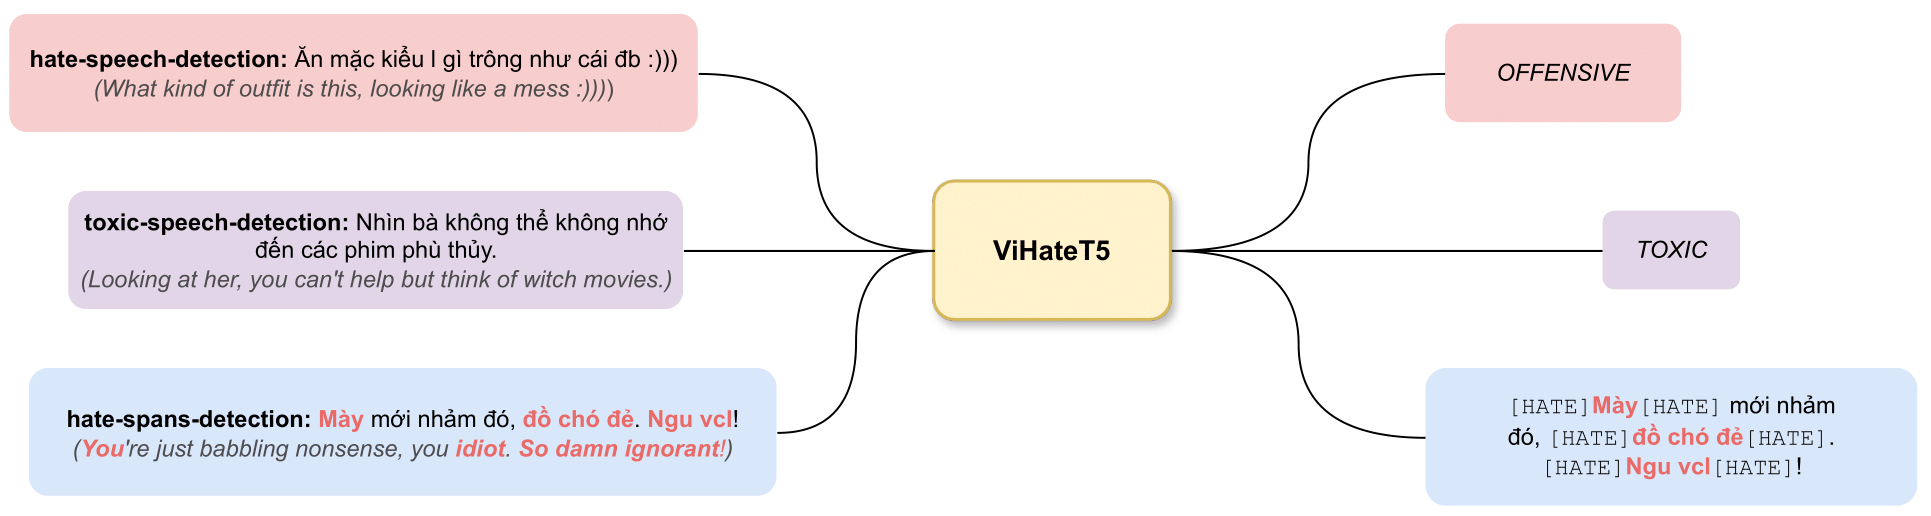 hate-speech-detection: Ăn mặc kiểu l gì trông như cái đb :)))
(What kind of outfit is this, looking like a mess :))))
toxic-speech-detection: Nhìn bà không thể không nhớ
đến các phim phù thủy.
(Looking at her, you can't help but think of witch movies.)
hate-spans-detection: Mày mới nhảm đó, đồ chó đẻ. Ngu vcl!
(You're just babbling nonsense, you idiot. So damn ignorant!)
ViHateT5
OFFENSIVE
TOXIC
[HATE]Mày[HATE] mới nhảm
đó, [HATE]đồ chó đẻ[HATE].
[HATE]Ngu vcl[HATE]!